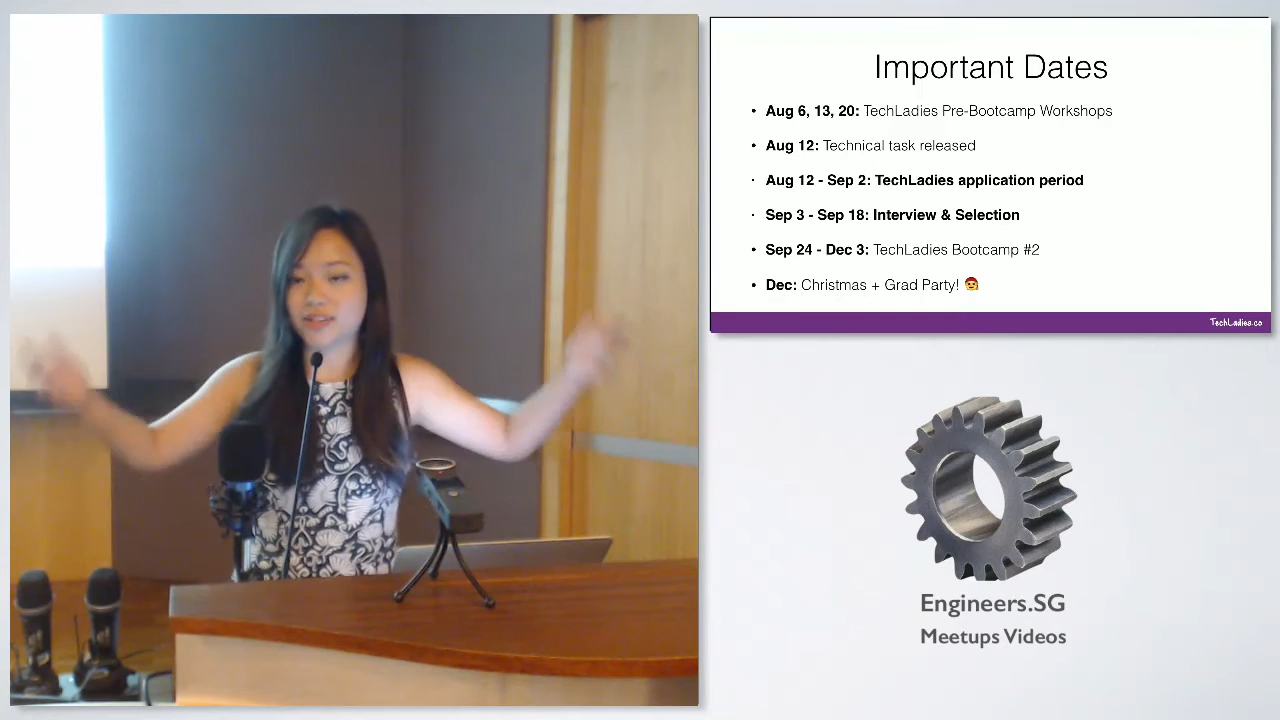 Important Dates
• Aug 6, 13, 20: TechLadies Pre-Bootcamp Workshops
• Aug 12: Technical task released
• Aug 12 - Sep 2: TechLadies application period
• Sep 3 - Sep 18: Interview & Selection
• Sep 24 - Dec 3: TechLadies Bootcamp #2
• Dec: Christmas + Grad Party! 🎅
TechLadies.co
Engineers.SG
Meetups Videos